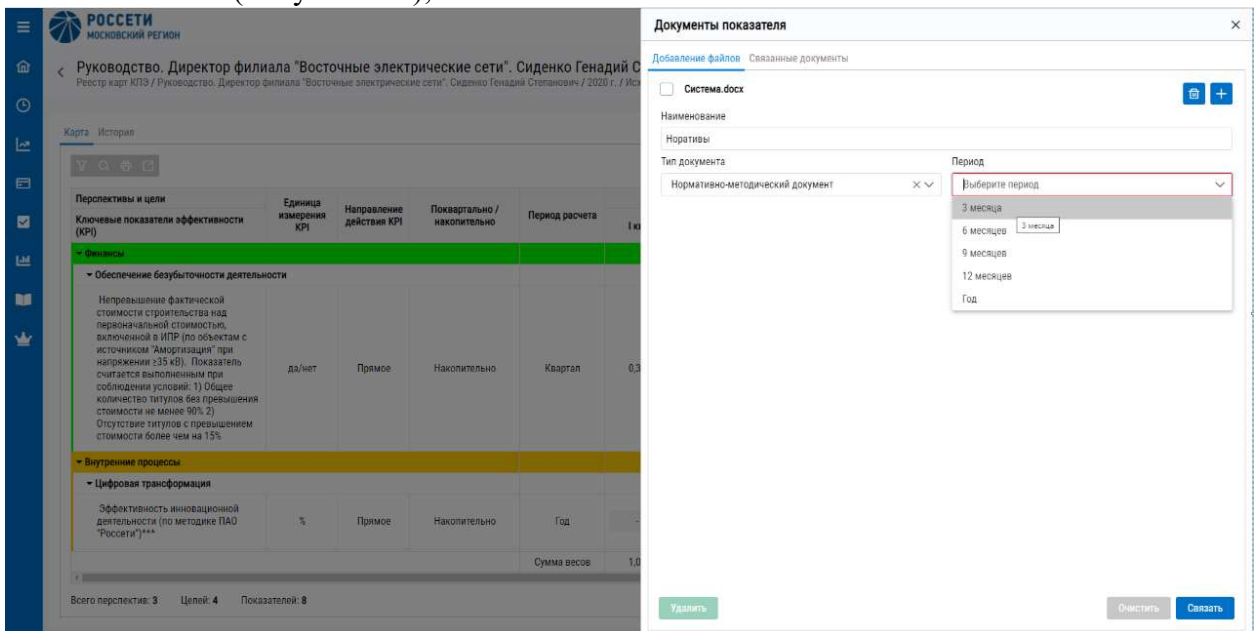 РОССЕТИ
МОСКОВСКИЙ РЕГИОН
Руководство. Директор филиала "Восточные электрические сети". Сиденко Генадий С
Реестр карт КПЭ / Руководство. Директор филиала "Восточные электрические сети". Сиденко Генадий Степанович / 2020 г. / Исх
Карта История
Перспективы и цели
Ключевые показатели эффективности (KPI)
Единица измерения KPI
Направление действия KPI
Поквартально / накопительно
Период расчета
I кв
Финансы
Обеспечение безубыточности деятельности
Непревышение фактической
стоимости строительства над
первоначальной стоимостью,
включенной в ИПР (по объектам с
источником "Амортизация" при
напряжении ≥35 кВ). Показатель
считается выполненным при
соблюдении условий: 1) Общее
количество титулов без превышения
стоимости не менее 90% 2)
Отсутствие титулов с превышением
стоимости более чем на 15%
да/нет Прямое Накопительно Квартал 0,3
Внутренние процессы
Цифровая трансформация
Эффективность инновационной
деятельности (по методике ПАО
"Россети")***
% Прямое Накопительно Год -
Сумма весов 1,0
Всего перспектив: 3 Целей: 4 Показателей: 8
Документы показателя
Добавление файлов Связанные документы
Система.docx
Наименование
Норативы
Тип документа Период
Нормативно-методический документ Выберите период
3 месяца
3 месяца
6 месяцев
9 месяцев
12 месяцев
Год
Удалить Очистить Связать